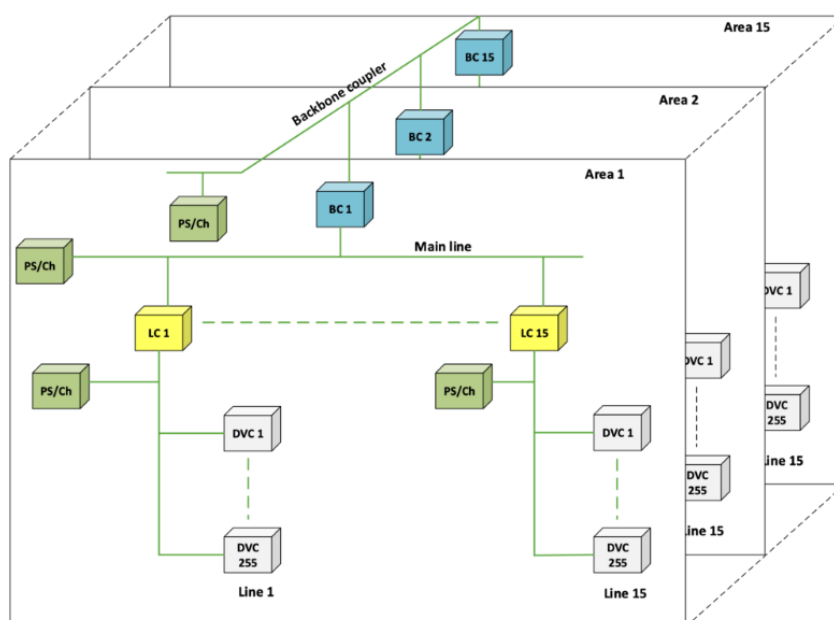 Area 15
BC 15
Backbone coupler
Area 2
BC 2
Area 1
BC 1
PS/Ch
Main line
PS/Ch
DVC 1
LC 1
LC 15
DVC 1
PS/Ch
PS/Ch
DVC 1
DVC 1
DVC
255
Line 15
DVC
255
Line 15
DVC
255
DVC
255
Line 1
Line 15